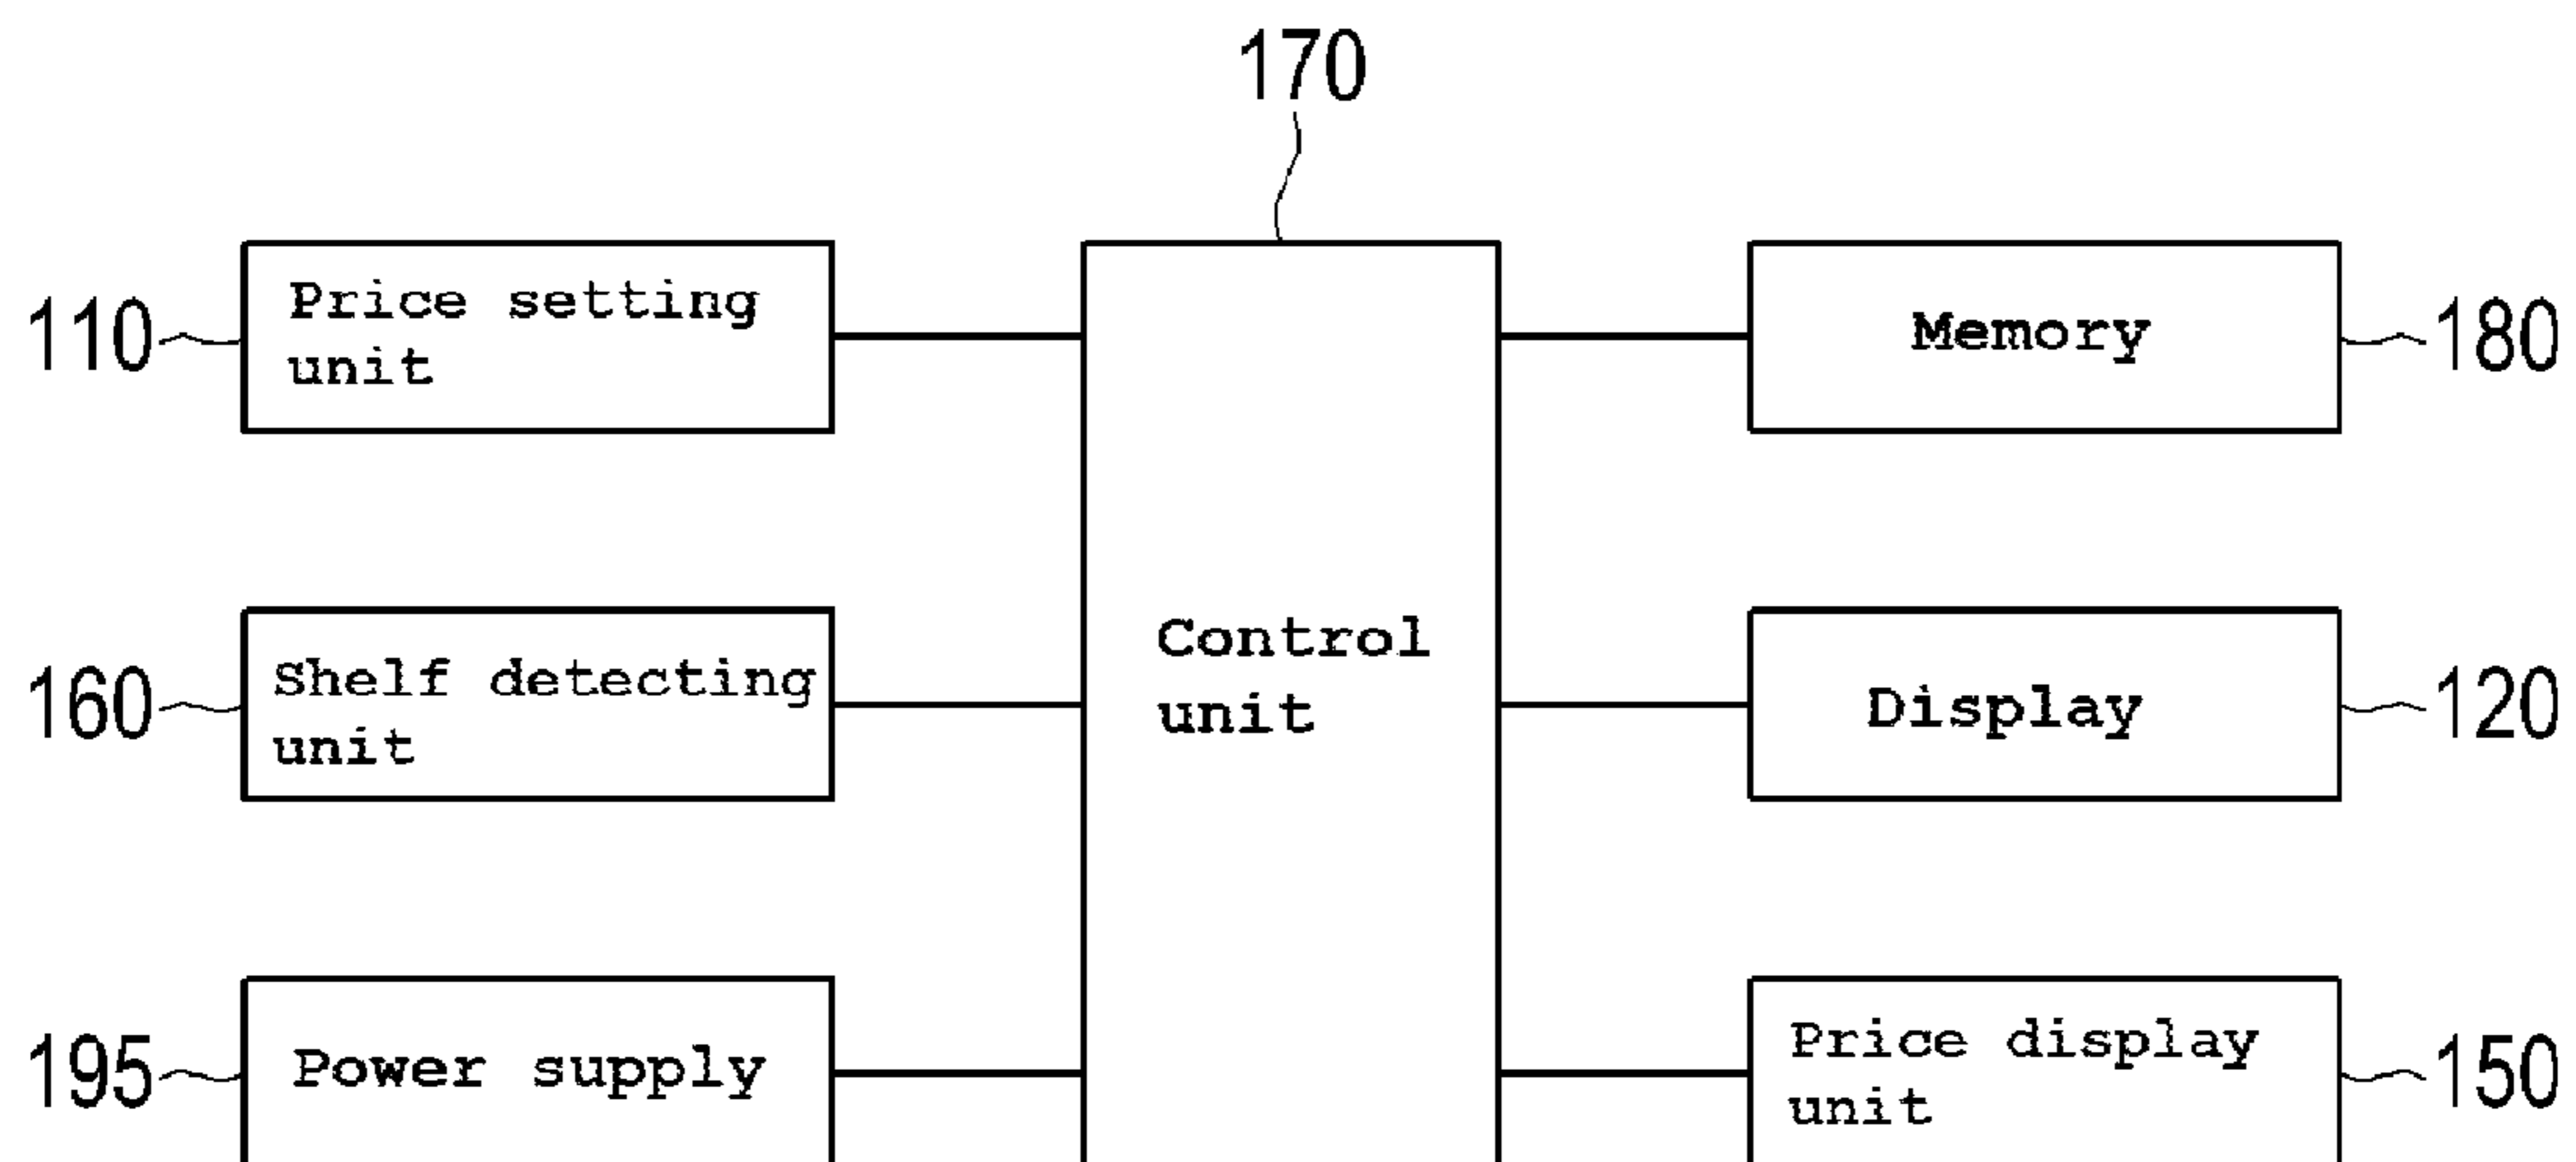 170
110
Price setting
unit
Memory
180
160
Shelf detecting
unit
Control
unit
Display
120
195
Power supply
Price display
unit
150